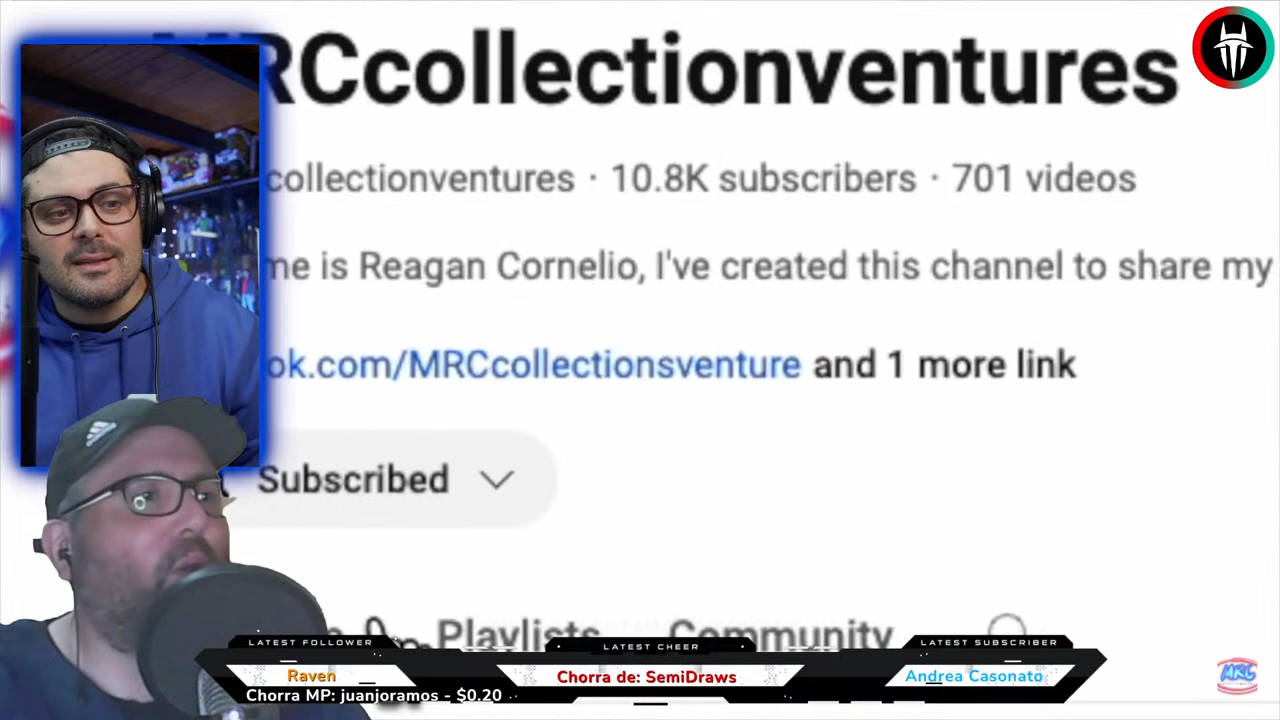 MRCcollectionventures
collectionventures · 10.8K subscribers · 701 videos
me is Reagan Cornelio, I've created this channel to share my
ok.com/MRCcollectionsventure and 1 more link
Subscribed
Playlists Community
LATEST FOLLOWER
Raven
LATEST CHEER
Chorra de: SemiDraws
LATEST SUBSCRIBER
Andrea Casonato
Chorra MP: juanjoramos - $0.20
MRC